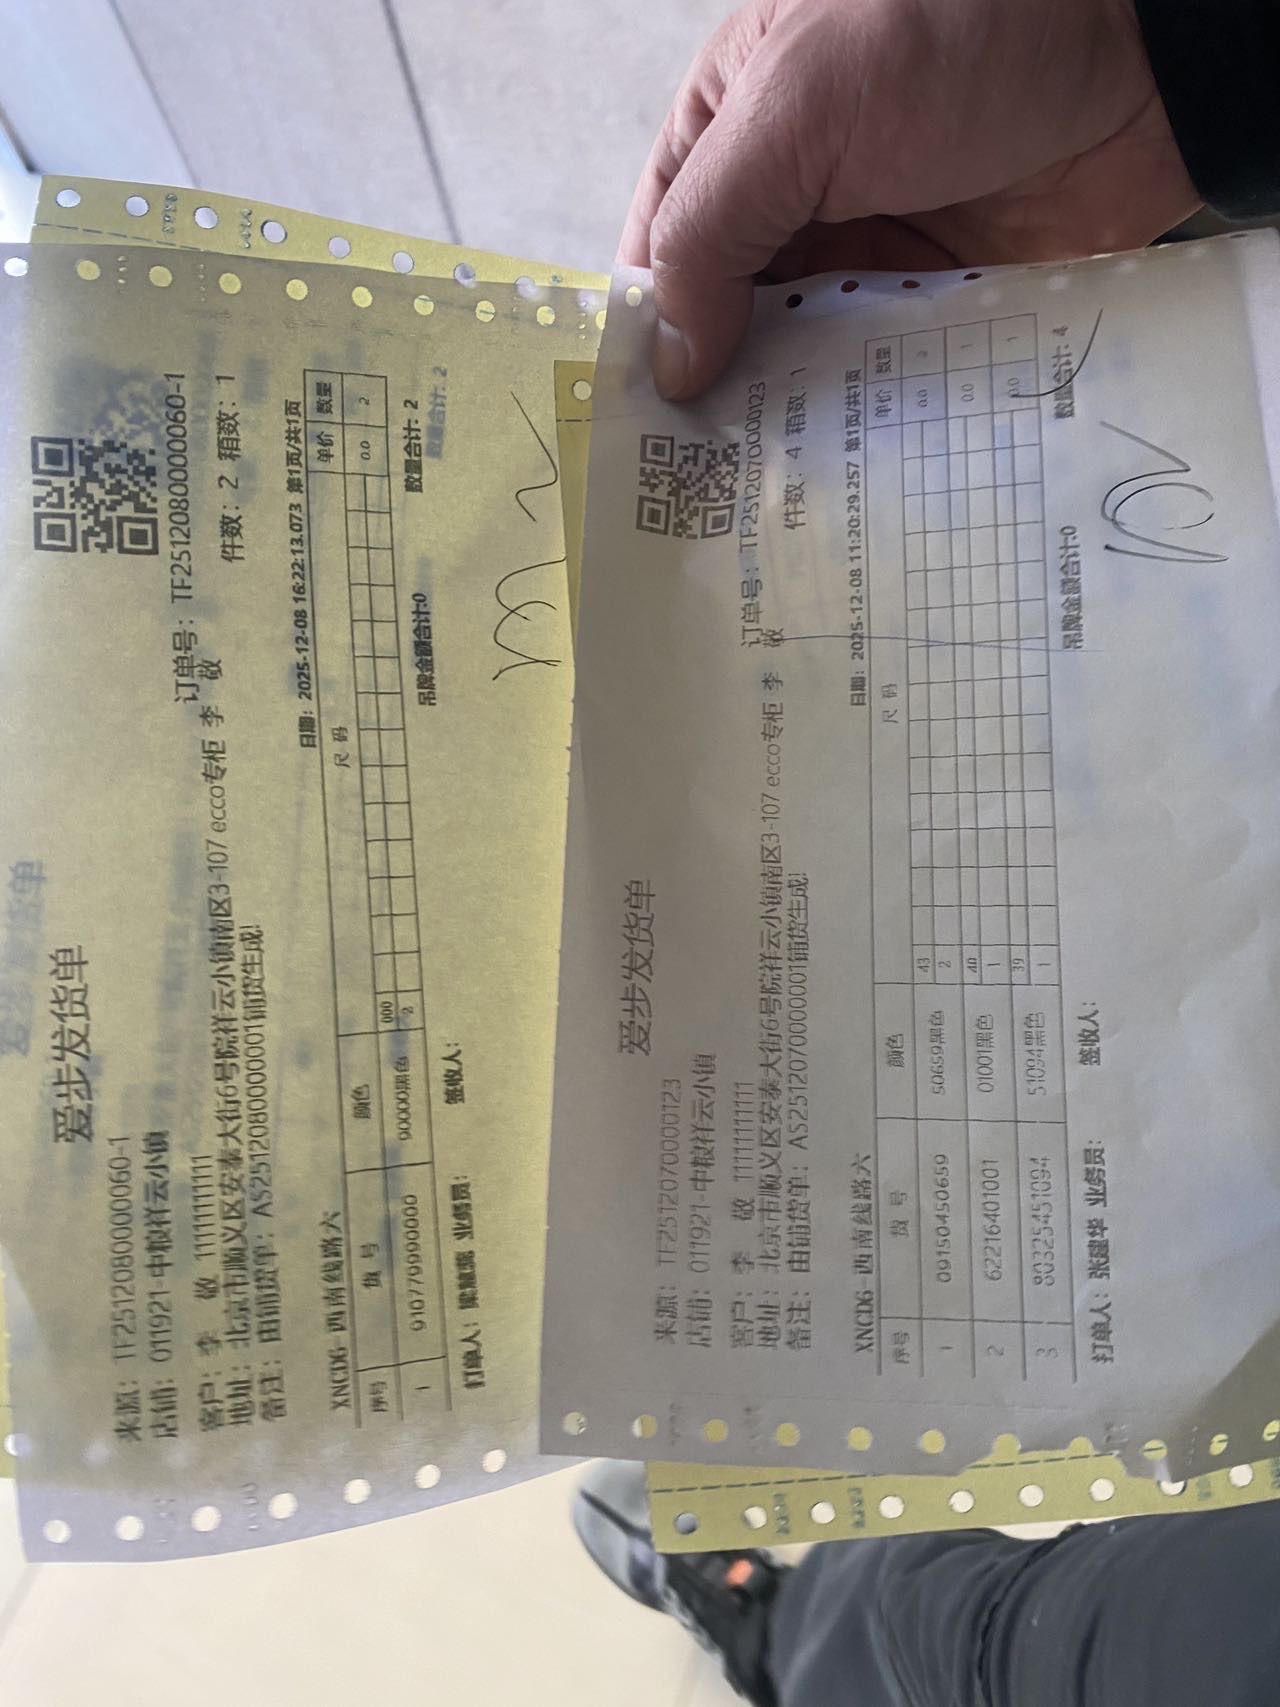 爱步发货单
来源：TF251208000000060-1
订单号：TF251208000000060-1
店铺：011921-中粮祥云小镇
件数：2 箱数：1
客户：李 敬 11111111111
地址：北京市顺义区安泰大街6号院祥云小镇南区3-107 ecco专柜 李 敬
备注：由铺货单：AS251208000000001铺货生成!
XNCD6-西南线路六
日期：2025-12-08 16:22:13.073 第1页/共1页
序号 货 号 颜色 尺 码 单价 数量
000
1 910779990000 90000黑色 2 0.0 2
数量合计: 2
吊牌金额合计:0
打单人： 业务员： 签收人：
爱步发货单
来源：TF251207000000123
订单号：TF251207000000123
店铺：011921-中粮祥云小镇
件数：4 箱数：1
客户：李 敬 11111111111
地址：北京市顺义区安泰大街6号院祥云小镇南区3-107 ecco专柜 李 敬
备注：由铺货单：AS251207000000001铺货生成!
XNCD6-西南线路六
日期：2025-12-08 11:20:29.257 第1页/共1页
序号 货 号 颜色 尺 码 单价 数量
43
1 09150450659 50659黑色 2 0.0 2
40
2 62216401001 01001黑色 1 0.0 1
39
3 80325451094 51094黑色 1 0.0 1
数量合计: 4
吊牌金额合计:0
打单人：张建华 业务员： 签收人：